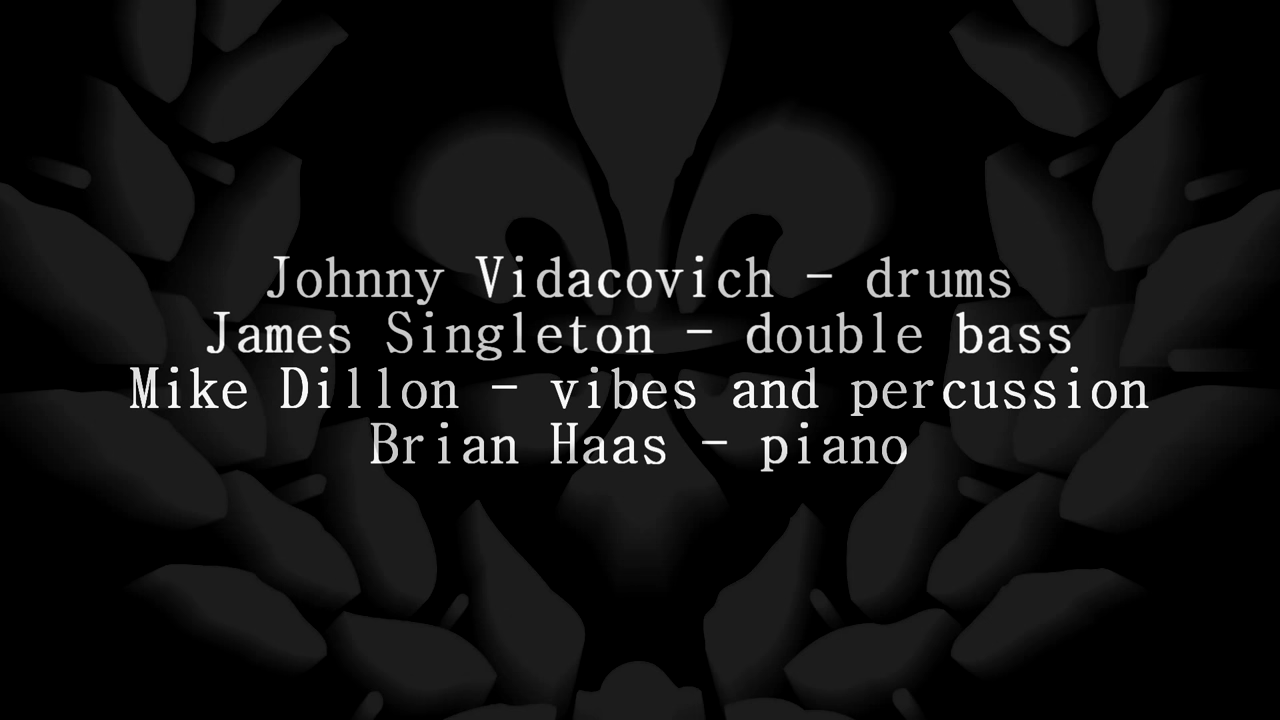 Johnny Vidacovich - drums
James Singleton - double bass
Mike Dillon - vibes and percussion
Brian Haas - piano